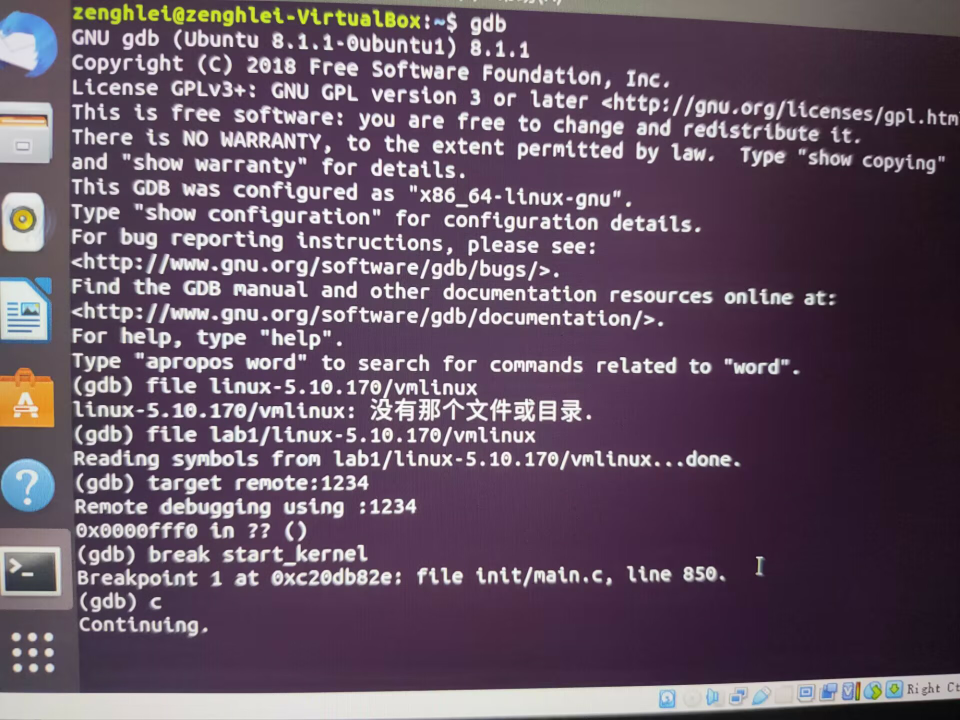 zenghlei@zenghlei-VirtualBox:~$ gdb
GNU gdb (Ubuntu 8.1.1-0ubuntu1) 8.1.1
Copyright (C) 2018 Free Software Foundation, Inc.
License GPLv3+: GNU GPL version 3 or later <http://gnu.org/licenses/gpl.htm
This is free software: you are free to change and redistribute it.
There is NO WARRANTY, to the extent permitted by law.  Type "show copying"
and "show warranty" for details.
This GDB was configured as "x86_64-linux-gnu".
Type "show configuration" for configuration details.
For bug reporting instructions, please see:
<http://www.gnu.org/software/gdb/bugs/>.
Find the GDB manual and other documentation resources online at:
<http://www.gnu.org/software/gdb/documentation/>.
For help, type "help".
Type "apropos word" to search for commands related to "word".
(gdb) file linux-5.10.170/vmlinux
linux-5.10.170/vmlinux: 没有那个文件或目录.
(gdb) file lab1/linux-5.10.170/vmlinux
Reading symbols from lab1/linux-5.10.170/vmlinux...done.
(gdb) target remote:1234
Remote debugging using :1234
0x0000fff0 in ?? ()
(gdb) break start_kernel
Breakpoint 1 at 0xc20db82e: file init/main.c, line 850.
(gdb) c
Continuing.
Right Ct